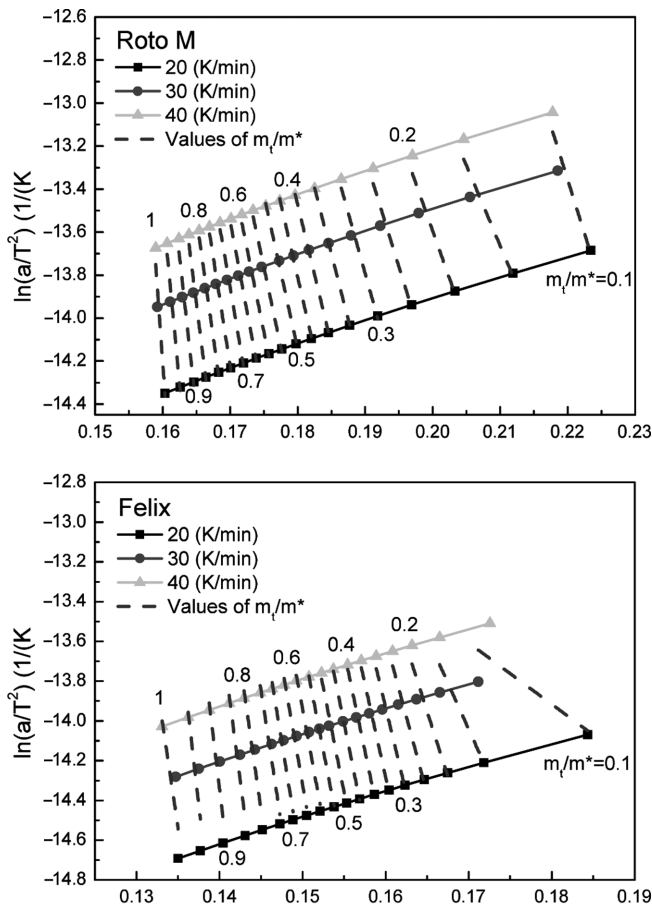 Roto M
20 (K/min)
30 (K/min)
40 (K/min)
Values of mₜ/m*
ln(a/T²) (1/(K
−12.6
−12.8
−13.0
−13.2
−13.4
−13.6
−13.8
−14.0
−14.2
−14.4
1
0.8
0.6
0.4
0.2
0.9
0.7
0.5
0.3
mₜ/m*=0.1
0.15 0.16 0.17 0.18 0.19 0.20 0.21 0.22 0.23
Felix
20 (K/min)
30 (K/min)
40 (K/min)
Values of mₜ/m*
ln(a/T²) (1/(K
−12.8
−13.0
−13.2
−13.4
−13.6
−13.8
−14.0
−14.2
−14.4
−14.6
−14.8
1
0.8
0.6
0.4
0.2
0.9
0.7
0.5
0.3
mₜ/m*=0.1
0.13 0.14 0.15 0.16 0.17 0.18 0.19